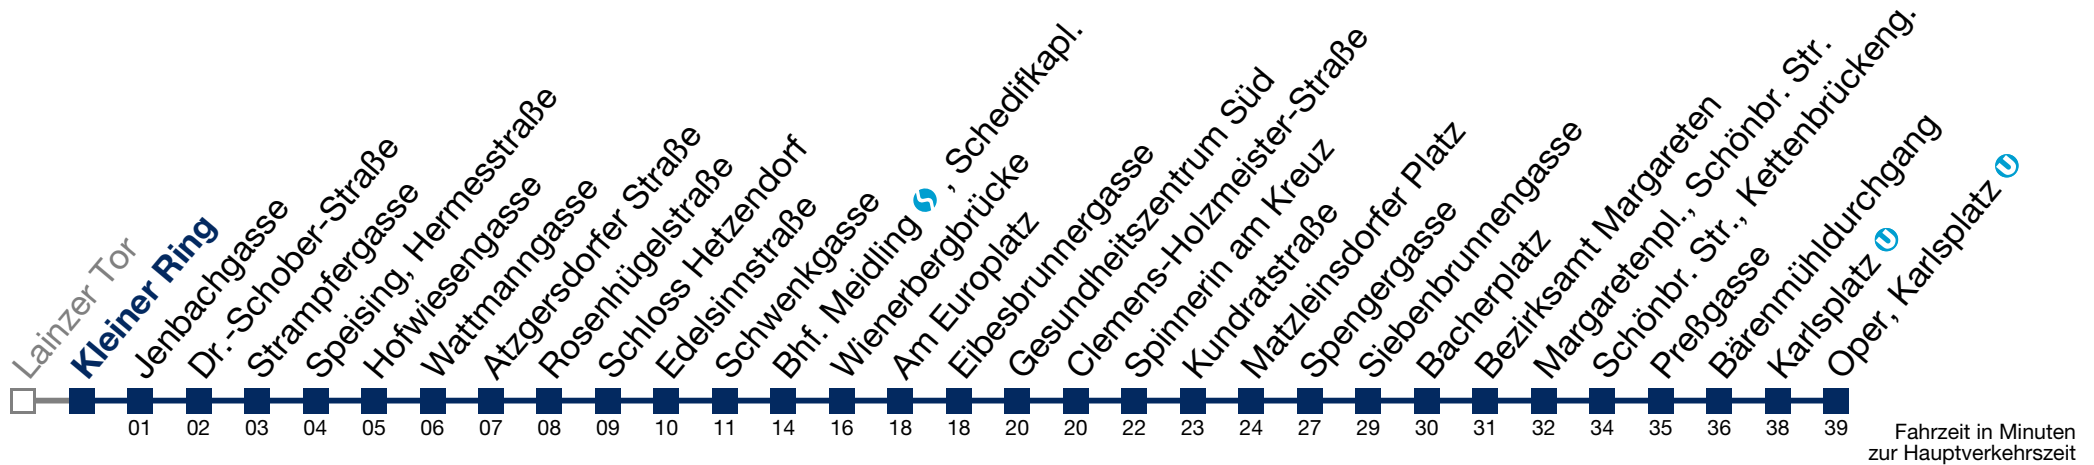 Lainzer Tor
Kleiner Ring
Jenbachgasse
Dr.-Schober-Straße
Strampfergasse
Speising, Hermesstraße
Hofwiesengasse
Wattmanngasse
Atzgersdorfer Straße
Rosenhügelstraße
Schloss Hetzendorf
Edelsinnstraße
Schwenkgasse
Bhf. Meidling S, Schedifkapl.
Wienerbergbrücke
Am Europlatz
Eibesbrunnergasse
Gesundheitszentrum Süd
Clemens-Holzmeister-Straße
Spinnerin am Kreuz
Kundratstraße
Matzleinsdorfer Platz
Spengergasse
Siebenbrunnengasse
Bacherplatz
Bezirksamt Margareten
Margaretenpl., Schönbr. Str.
Schönbr. Str., Kettenbrückeng.
Preßgasse
Bärenmühldurchgang
Karlsplatz U
Oper, Karlsplatz U
01 02 03 04 05 06 07 08 09 10 11 14 16 18 18 20 20 22 23 24 27 29 30 31 32 34 35 36 38 39
Fahrzeit in Minuten
zur Hauptverkehrszeit